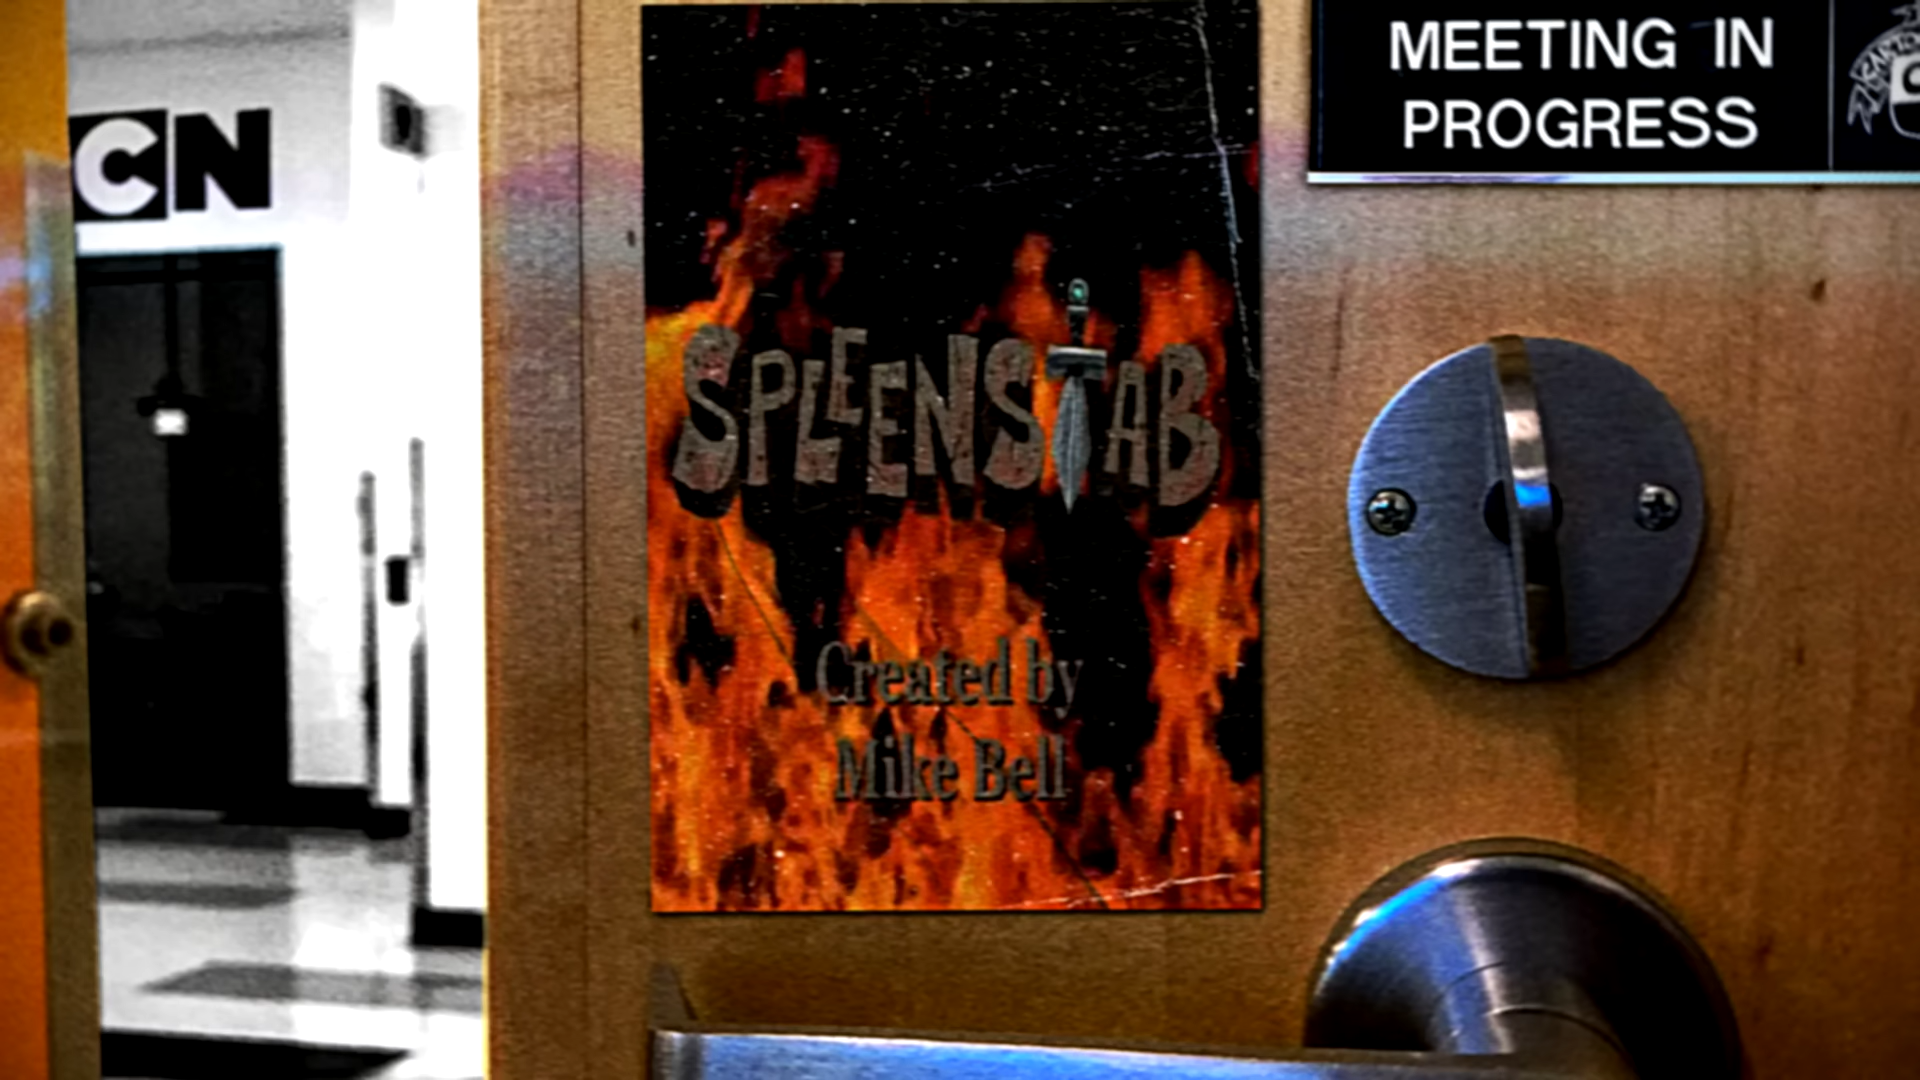 CN
MEETING IN
PROGRESS
SPLEENSTAB
Created by
Mike Bell